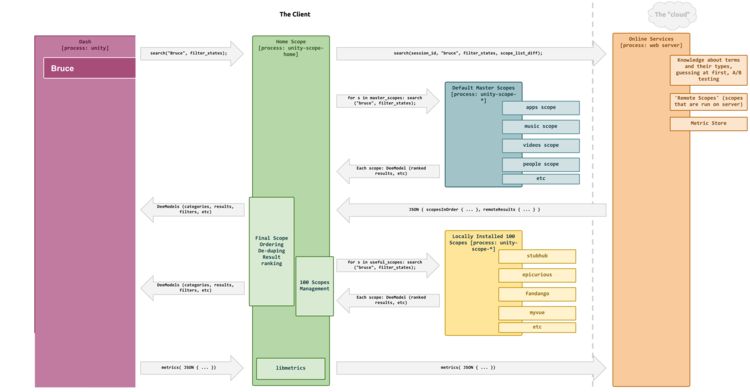 The Client
The "cloud"
Dash
[process: unity]
Bruce
search("Bruce", filter_states);
Home Scope
[process: unity-scope-
home]
search(session_id, "bruce", filter_states, scope_list_diff);
Online Services
[process: web server]
Knowledge about terms
and their types,
guessing at first, A/B
testing
`Remote Scopes` (scopes
that are run on server)
Metric Store
for s in master_scopes: search
("bruce", filter_states);
Default Master Scopes
[process: unity-scope-
*]
apps scope
music scope
videos scope
people scope
etc
Each scope: DeeModel (ranked
results, etc)
DeeModels (categories, results,
filters, etc)
JSON { scopesInOrder { ... }, remoteResults { ... } }
Final Scope
Ordering
De-duping
Result
ranking
100 Scopes
Management
for s in useful_scopes: search
("bruce", filter_states);
Locally Installed 100
Scopes [process: unity-
scope-*]
stubhub
epicurious
fandango
myvue
etc
DeeModels (categories, results,
filters, etc)
Each scope: DeeModel (ranked
results, etc)
metrics( JSON { ... })
libmetrics
metrics( JSON { ... })